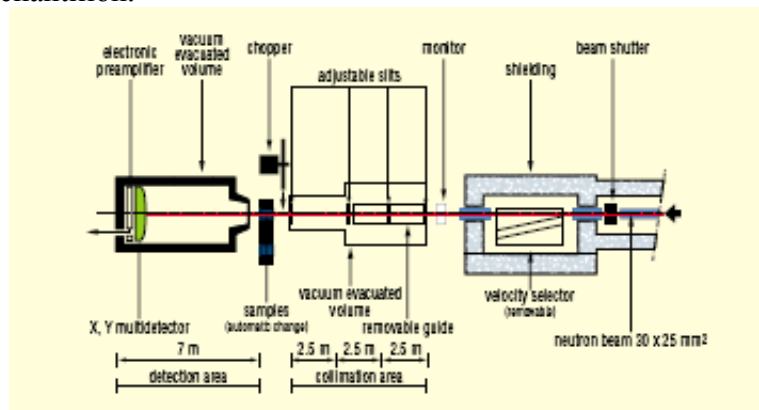 electronic
preamplifier
vacuum
evacuated
volume
chopper
adjustable slits
monitor
shielding
beam shutter
X, Y multidetector
samples
(automatic change)
vacuum evacuated
volume
removable guide
velocity selector
(removable)
neutron beam 30 x 25 mm²
7 m
2.5 m
2.5 m
2.5 m
detection area
collimation area